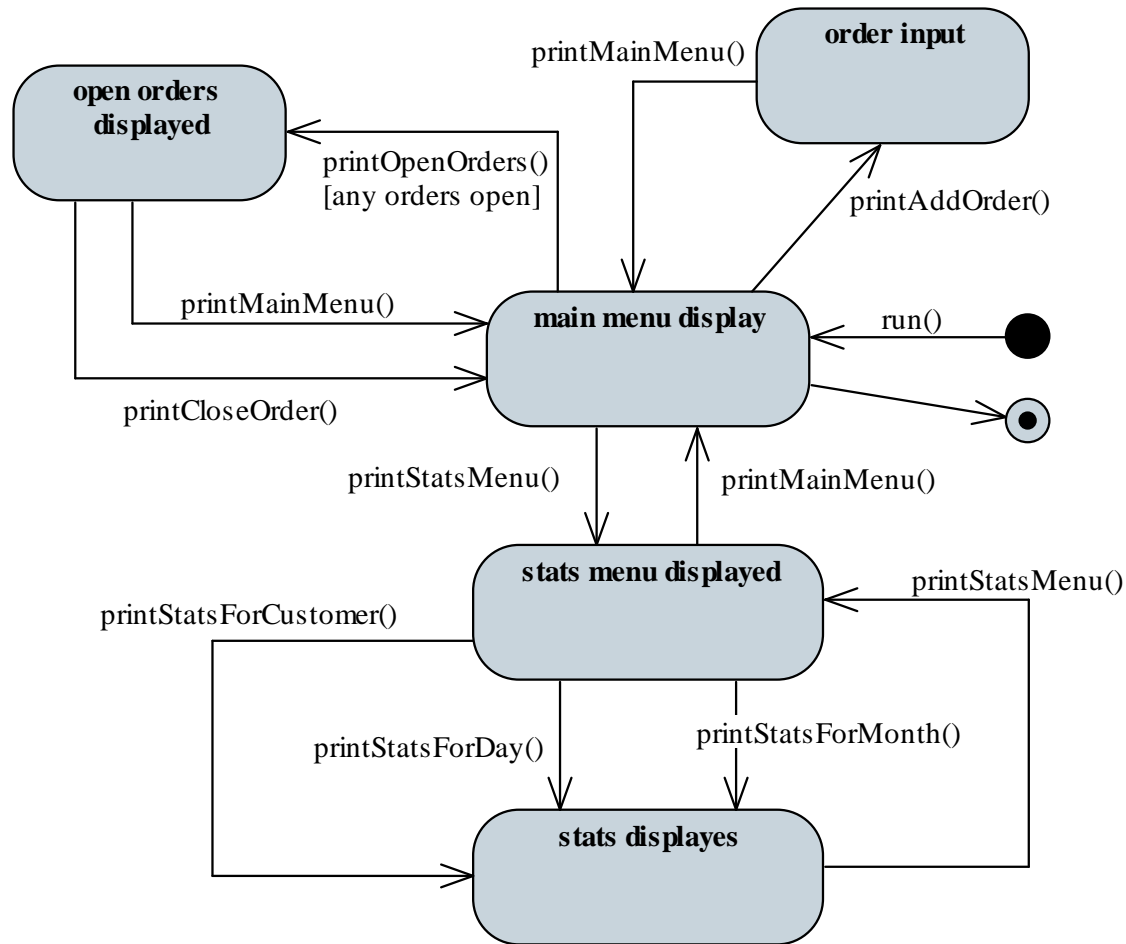 order input
printMainMenu()
open orders
displayed
printOpenOrders()
[any orders open]
printAddOrder()
printMainMenu()
main menu display
run()
printCloseOrder()
printStatsMenu()
printMainMenu()
stats menu displayed
printStatsMenu()
printStatsForCustomer()
printStatsForDay()
printStatsForMonth()
stats displayes